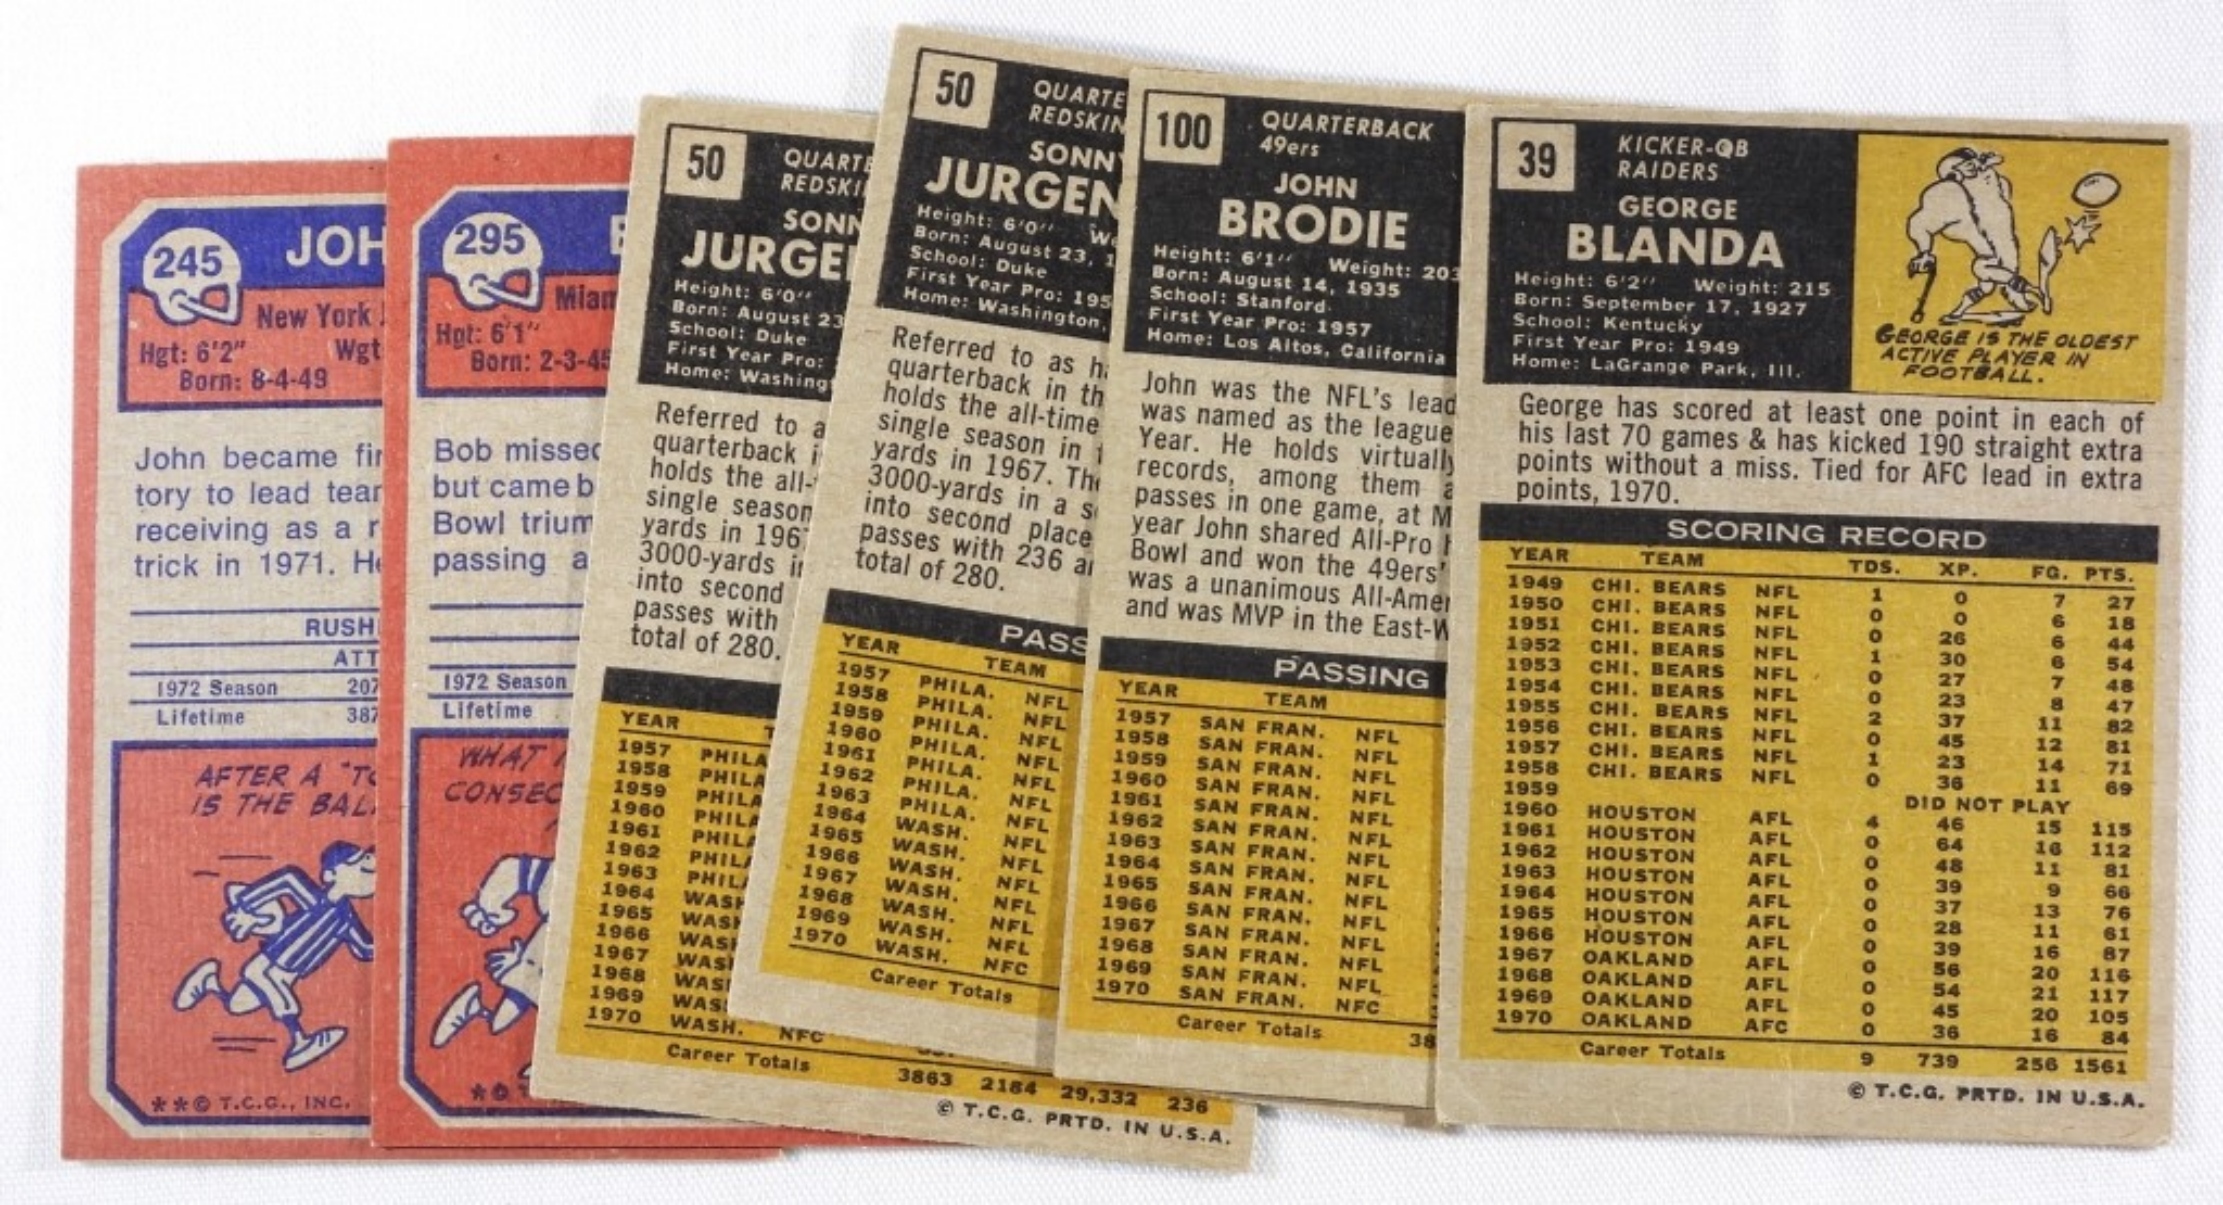 245 JOH
New York J
Hgt: 6'2" Wgt
Born: 8-4-49
John became fir
tory to lead tear
receiving as a r
trick in 1971. He
RUSHI
ATT
1972 Season 207
Lifetime 387
AFTER A "TO
IS THE BAL
**© T.C.G., INC.
295
Miam
Hgt: 6'1"
Born: 2-3-45
Bob missed
but came b
Bowl trium
passing a
1972 Season
Lifetime
WHAT
CONSEC
*© T
50 QUARTE
REDSKI
SONN
JURGE
Height: 6'0"
Born: August 23
School: Duke
First Year Pro:
Home: Washing
Referred to a
quarterback i
holds the all-
single season
yards in 196
3000-yards i
into second
passes with
total of 280.
YEAR T
1957 PHILA
1958 PHILA
1959 PHILA
1960 PHILA
1961 PHIL
1962 PHIL
1963 PHIL
1964 WASH
1965 WASH
1966 WASH
1967 WAS
1968 WAS
1969 WAS
1970 WASH. NFC
Career Totals 3863 2184 29,332 236
© T.C.G. PRTD. IN U.S.A.
50 QUARTE
REDSKIN
SONNY
JURGEN
Height: 6'0" We
Born: August 23, 1
School: Duke
First Year Pro: 195
Home: Washington,
Referred to as h
quarterback in th
holds the all-time
single season in
yards in 1967. The
3000-yards in a s
into second place
passes with 236 a
total of 280.
PASS
YEAR TEAM
1957 PHILA. NFL
1958 PHILA. NFL
1959 PHILA. NFL
1960 PHILA. NFL
1961 PHILA. NFL
1962 PHILA. NFL
1963 PHILA. NFL
1964 WASH. NFL
1965 WASH. NFL
1966 WASH. NFL
1967 WASH. NFL
1968 WASH. NFL
1969 WASH. NFL
1970 WASH. NFC
Career Totals
100 QUARTERBACK
49ers
JOHN
BRODIE
Height: 6'1" Weight: 203
Born: August 14, 1935
School: Stanford
First Year Pro: 1957
Home: Los Altos, California
John was the NFL's lead
was named as the league
Year. He holds virtually
records, among them a
passes in one game, at M
year John shared All-Pro
Bowl and won the 49ers'
was a unanimous All-Amer
and was MVP in the East-W
PASSING
YEAR TEAM
1957 SAN FRAN. NFL
1958 SAN FRAN. NFL
1959 SAN FRAN. NFL
1960 SAN FRAN. NFL
1961 SAN FRAN. NFL
1962 SAN FRAN. NFL
1963 SAN FRAN. NFL
1964 SAN FRAN. NFL
1965 SAN FRAN. NFL
1966 SAN FRAN. NFL
1967 SAN FRAN. NFL
1968 SAN FRAN. NFL
1969 SAN FRAN. NFL
1970 SAN FRAN. NFC
Career Totals 38
39 KICKER-QB
RAIDERS
GEORGE
BLANDA
Height: 6'2" Weight: 215
Born: September 17, 1927
School: Kentucky
First Year Pro: 1949
Home: LaGrange Park, Ill.
GEORGE IS THE OLDEST
ACTIVE PLAYER IN
FOOTBALL.
George has scored at least one point in each of
his last 70 games & has kicked 190 straight extra
points without a miss. Tied for AFC lead in extra
points, 1970.
SCORING RECORD
YEAR TEAM TDS. XP. FG. PTS.
1949 CHI. BEARS NFL 1 0 7 27
1950 CHI. BEARS NFL 0 0 6 18
1951 CHI. BEARS NFL 0 26 6 44
1952 CHI. BEARS NFL 1 30 6 54
1953 CHI. BEARS NFL 0 27 7 48
1954 CHI. BEARS NFL 0 23 8 47
1955 CHI. BEARS NFL 2 37 11 82
1956 CHI. BEARS NFL 0 45 12 81
1957 CHI. BEARS NFL 1 23 14 71
1958 CHI. BEARS NFL 0 36 11 69
1959 DID NOT PLAY
1960 HOUSTON AFL 4 46 15 115
1961 HOUSTON AFL 0 64 16 112
1962 HOUSTON AFL 0 48 11 81
1963 HOUSTON AFL 0 39 9 66
1964 HOUSTON AFL 0 37 13 76
1965 HOUSTON AFL 0 28 11 61
1966 HOUSTON AFL 0 39 16 87
1967 OAKLAND AFL 0 56 20 116
1968 OAKLAND AFL 0 54 21 117
1969 OAKLAND AFL 0 45 20 105
1970 OAKLAND AFC 0 36 16 84
Career Totals 9 739 256 1561
© T.C.G. PRTD. IN U.S.A.